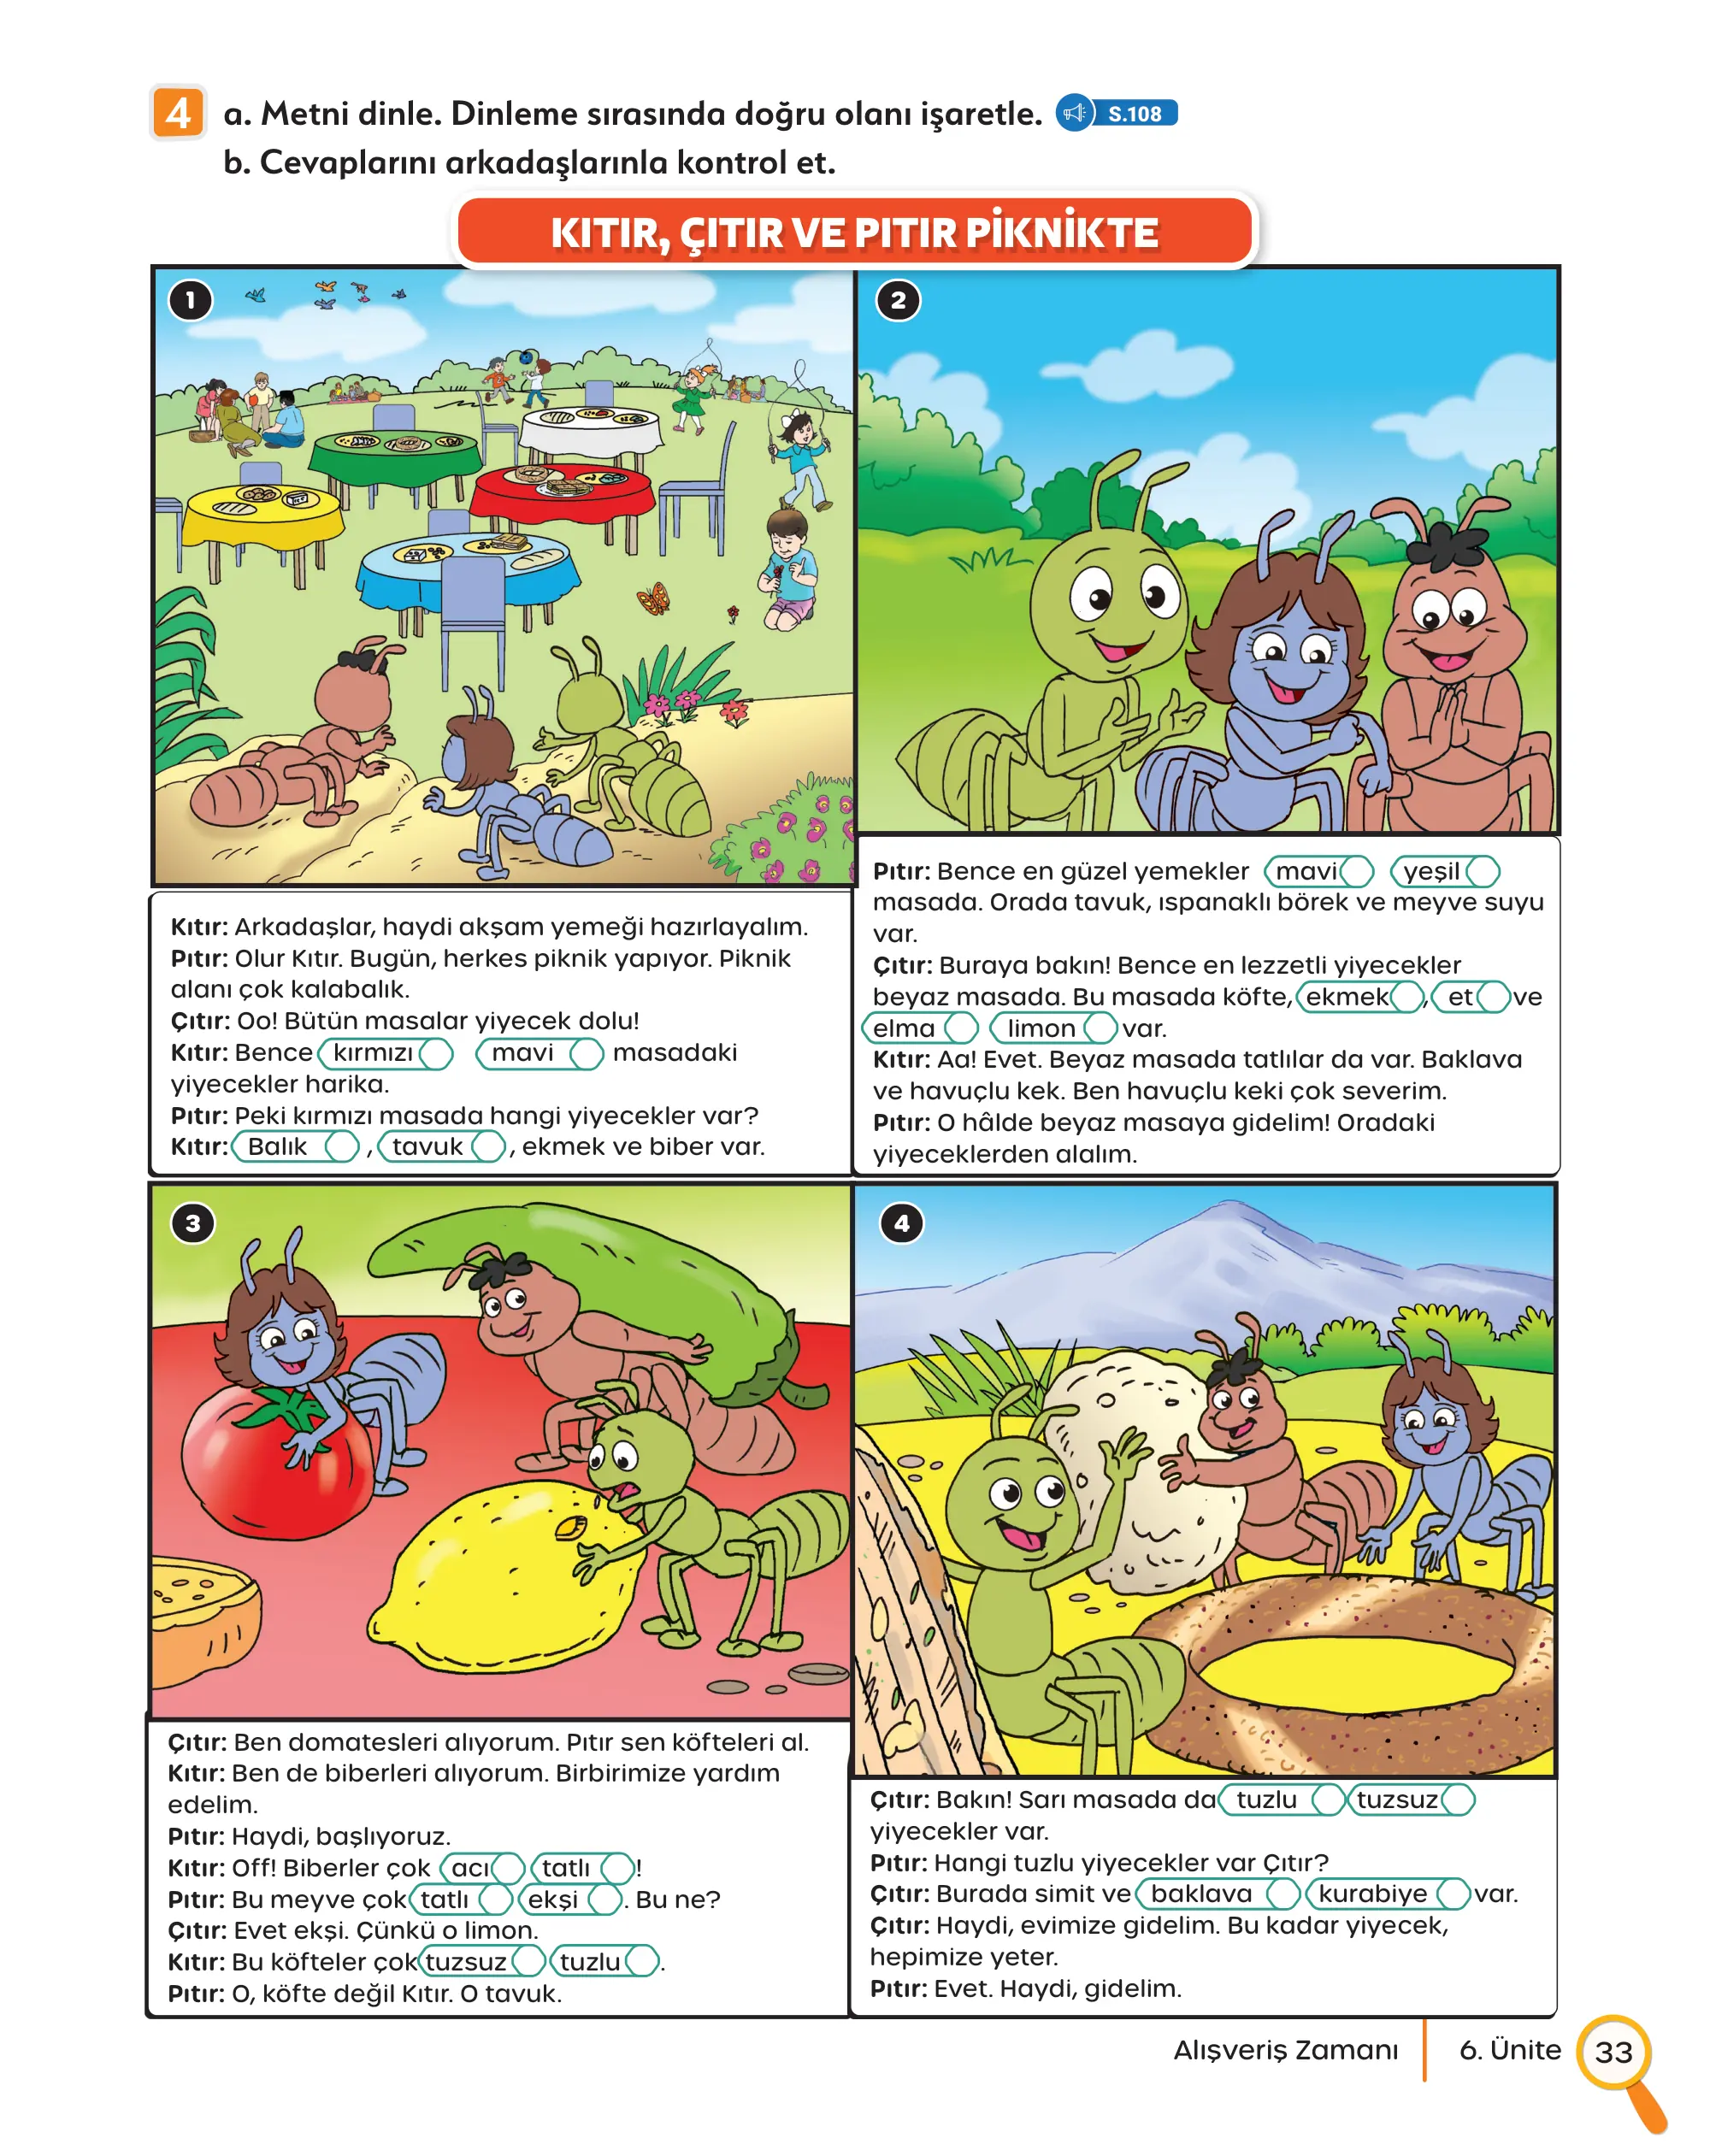 4 a. Metni dinle. Dinleme sırasında doğru olanı işaretle. S.108
b. Cevaplarını arkadaşlarınla kontrol et.
KITIR, ÇITIR VE PITIR PİKNİKTE
1
Kıtır: Arkadaşlar, haydi akşam yemeği hazırlayalım.
Pıtır: Olur Kıtır. Bugün, herkes piknik yapıyor. Piknik
alanı çok kalabalık.
Çıtır: Oo! Bütün masalar yiyecek dolu!
Kıtır: Bence kırmızı mavi masadaki
yiyecekler harika.
Pıtır: Peki kırmızı masada hangi yiyecekler var?
Kıtır: Balık , tavuk , ekmek ve biber var.
2
Pıtır: Bence en güzel yemekler mavi yeşil
masada. Orada tavuk, ıspanaklı börek ve meyve suyu
var.
Çıtır: Buraya bakın! Bence en lezzetli yiyecekler
beyaz masada. Bu masada köfte, ekmek , et ve
elma limon var.
Kıtır: Aa! Evet. Beyaz masada tatlılar da var. Baklava
ve havuçlu kek. Ben havuçlu keki çok severim.
Pıtır: O hâlde beyaz masaya gidelim! Oradaki
yiyeceklerden alalım.
3
Çıtır: Ben domatesleri alıyorum. Pıtır sen köfteleri al.
Kıtır: Ben de biberleri alıyorum. Birbirimize yardım
edelim.
Pıtır: Haydi, başlıyoruz.
Kıtır: Off! Biberler çok acı tatlı !
Pıtır: Bu meyve çok tatlı ekşi . Bu ne?
Çıtır: Evet ekşi. Çünkü o limon.
Kıtır: Bu köfteler çok tuzsuz tuzlu .
Pıtır: O, köfte değil Kıtır. O tavuk.
4
Çıtır: Bakın! Sarı masada da tuzlu tuzsuz
yiyecekler var.
Pıtır: Hangi tuzlu yiyecekler var Çıtır?
Çıtır: Burada simit ve baklava kurabiye var.
Çıtır: Haydi, evimize gidelim. Bu kadar yiyecek,
hepimize yeter.
Pıtır: Evet. Haydi, gidelim.
Alışveriş Zamanı 6. Ünite 33